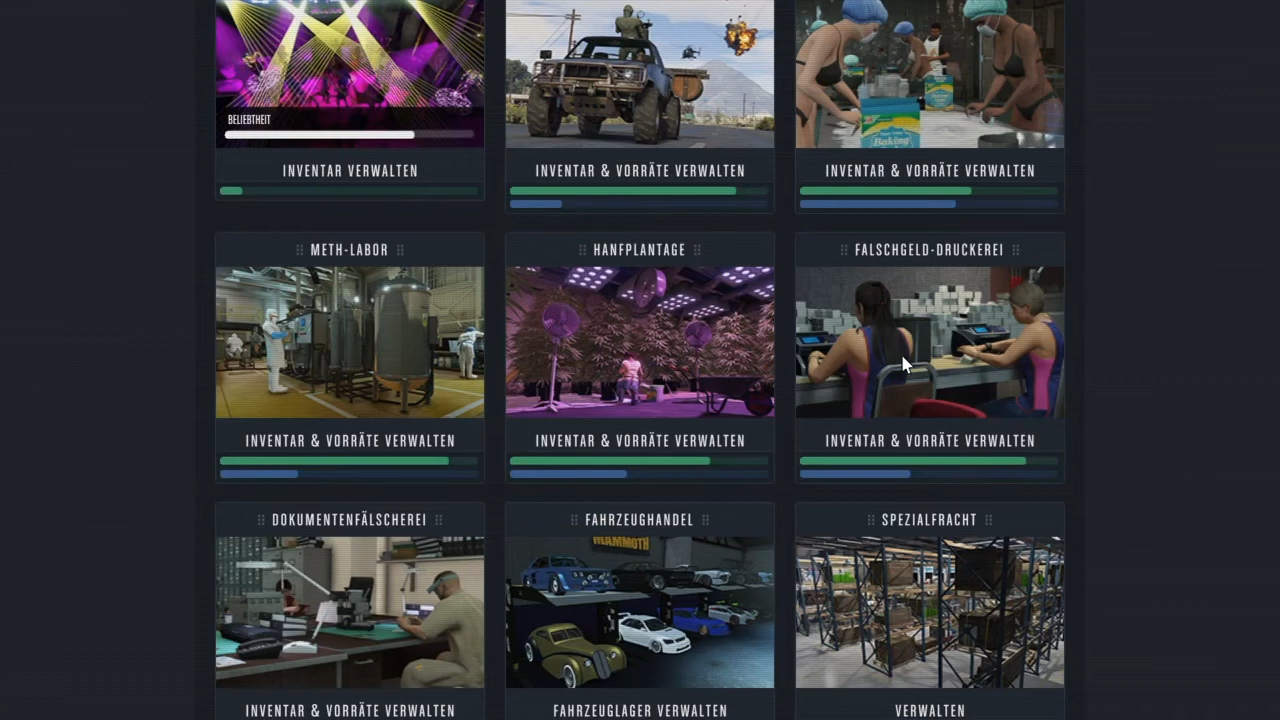 BELIEBTHEIT
INVENTAR VERWALTEN
INVENTAR & VORRÄTE VERWALTEN
Baking
INVENTAR & VORRÄTE VERWALTEN
METH-LABOR
HANFPLANTAGE
FALSCHGELD-DRUCKEREI
INVENTAR & VORRÄTE VERWALTEN
INVENTAR & VORRÄTE VERWALTEN
INVENTAR & VORRÄTE VERWALTEN
DOKUMENTENFÄLSCHEREI
FAHRZEUGHANDEL
SPEZIALFRACHT
MAMMOTH
INVENTAR & VORRÄTE VERWALTEN
FAHRZEUGLAGER VERWALTEN
VERWALTEN